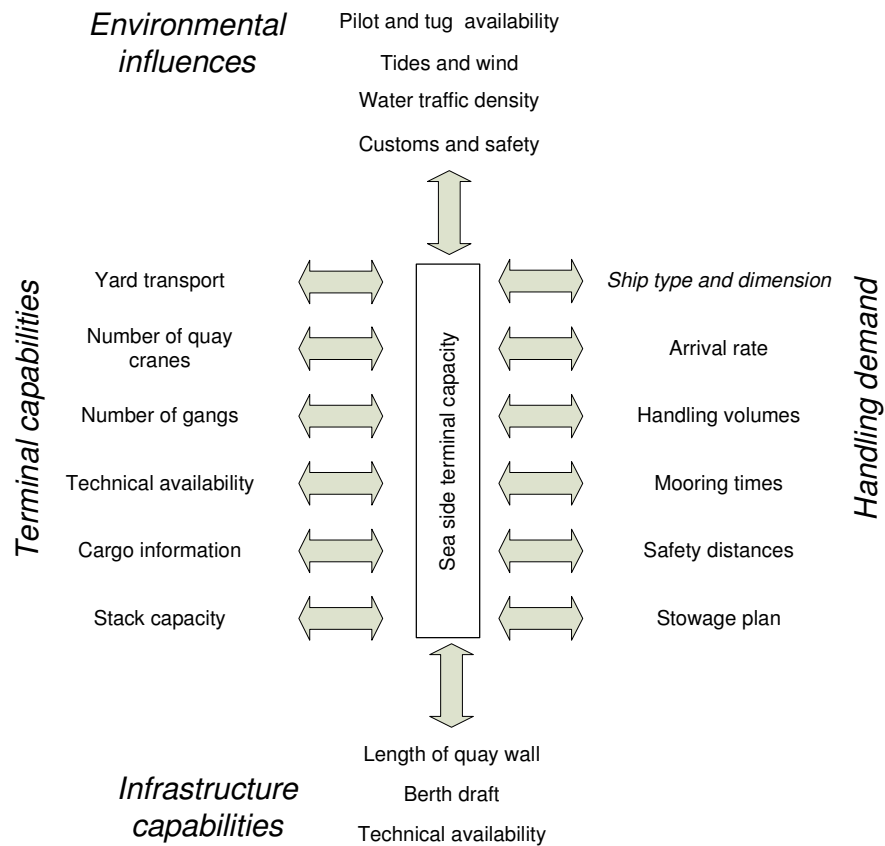 Environmental
influences
Pilot and tug availability
Tides and wind
Water traffic density
Customs and safety
Terminal capabilities
Yard transport
Number of quay
cranes
Number of gangs
Technical availability
Cargo information
Stack capacity
Sea side terminal capacity
Ship type and dimension
Arrival rate
Handling volumes
Mooring times
Safety distances
Stowage plan
Handling demand
Infrastructure
capabilities
Length of quay wall
Berth draft
Technical availability